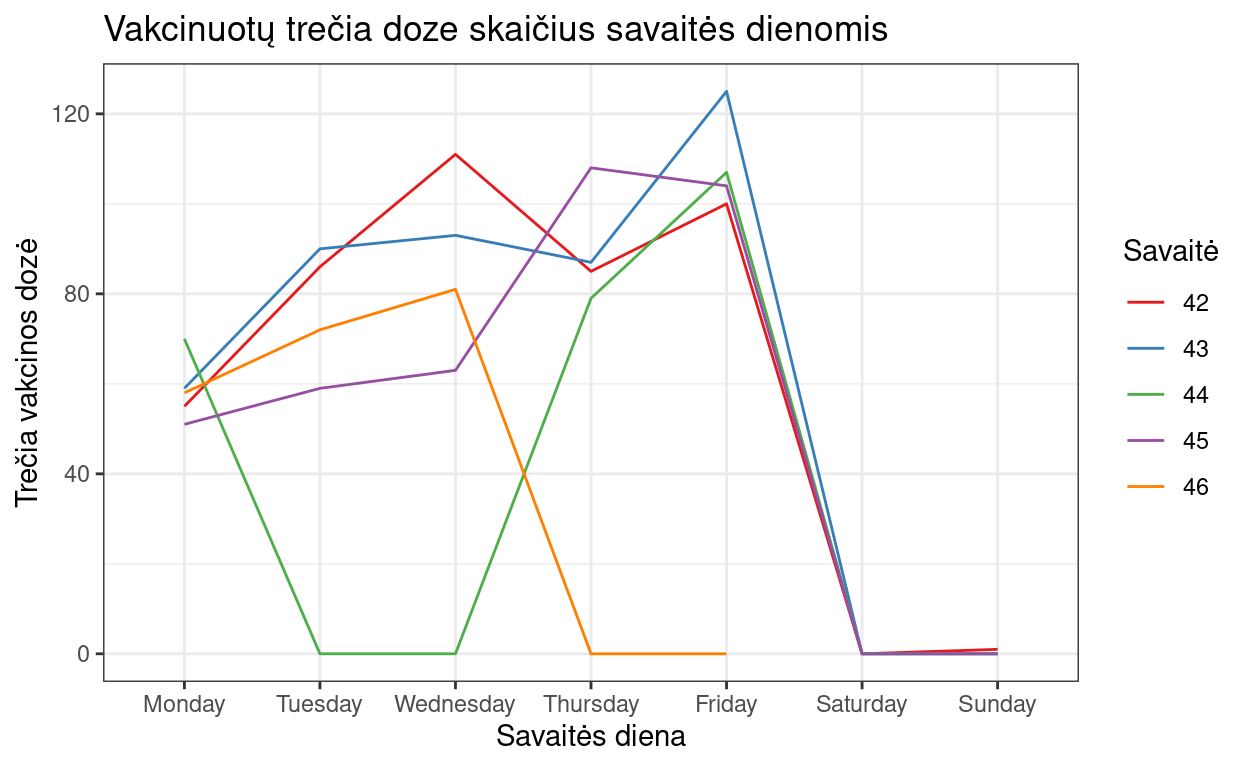 Vakcinuotų trečia doze skaičius savaitės dienomis
Trečia vakcinos dozė
120
80
40
0
Monday Tuesday Wednesday Thursday Friday Saturday Sunday
Savaitės diena
Savaitė
42
43
44
45
46